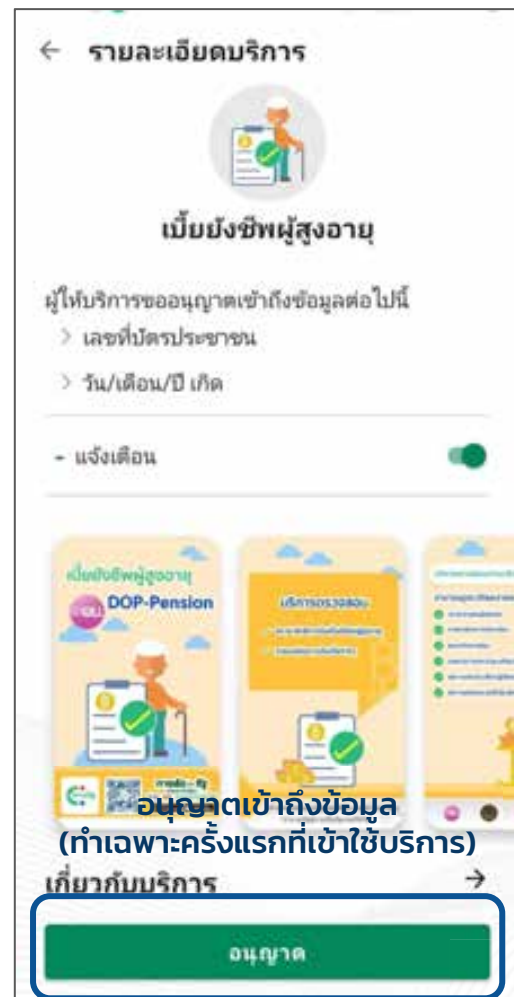 ← รายละเอียดบริการ
เบี้ยยังชีพผู้สูงอายุ
ผู้ให้บริการขออนุญาตเข้าถึงข้อมูลต่อไปนี้
> เลขที่บัตรประชาชน
> วัน/เดือน/ปี เกิด
- แจ้งเตือน
เบี้ยยังชีพผู้สูงอายุ
DOP-Pension
บริการตรวจสอบ
อนุญาตเข้าถึงข้อมูล
(ทำเฉพาะครั้งแรกที่เข้าใช้บริการ)
เกี่ยวกับบริการ →
อนุญาต